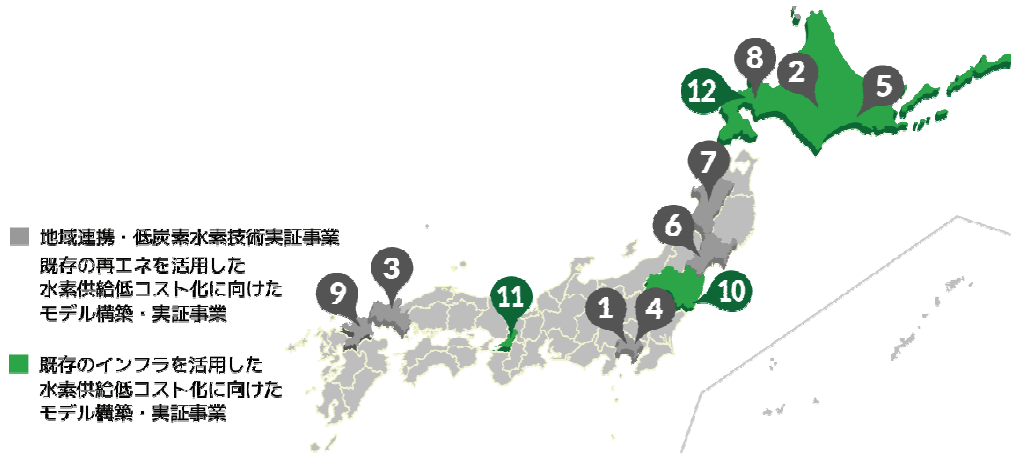 8
2
5
12
7
6
地域連携・低炭素水素技術実証事業
既存の再エネを活用した
水素供給低コスト化に向けた
モデル構築・実証事業
3
9
11
1
4
10
既存のインフラを活用した
水素供給低コスト化に向けた
モデル構築・実証事業